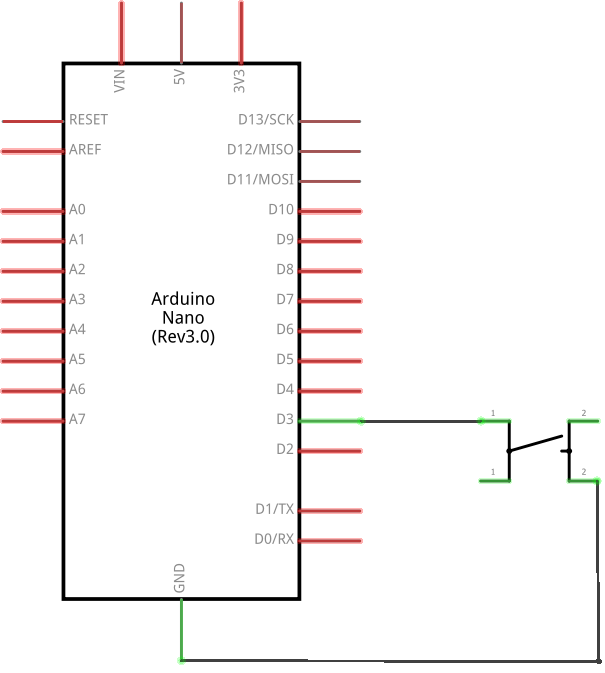 VIN
5V
3V3
RESET
D13/SCK
AREF
D12/MISO
D11/MOSI
A0
D10
A1
D9
A2
D8
A3
D7
Arduino
Nano
(Rev3.0)
A4
D6
A5
D5
A6
D4
A7
D3
1
2
D2
1
2
D1/TX
D0/RX
GND